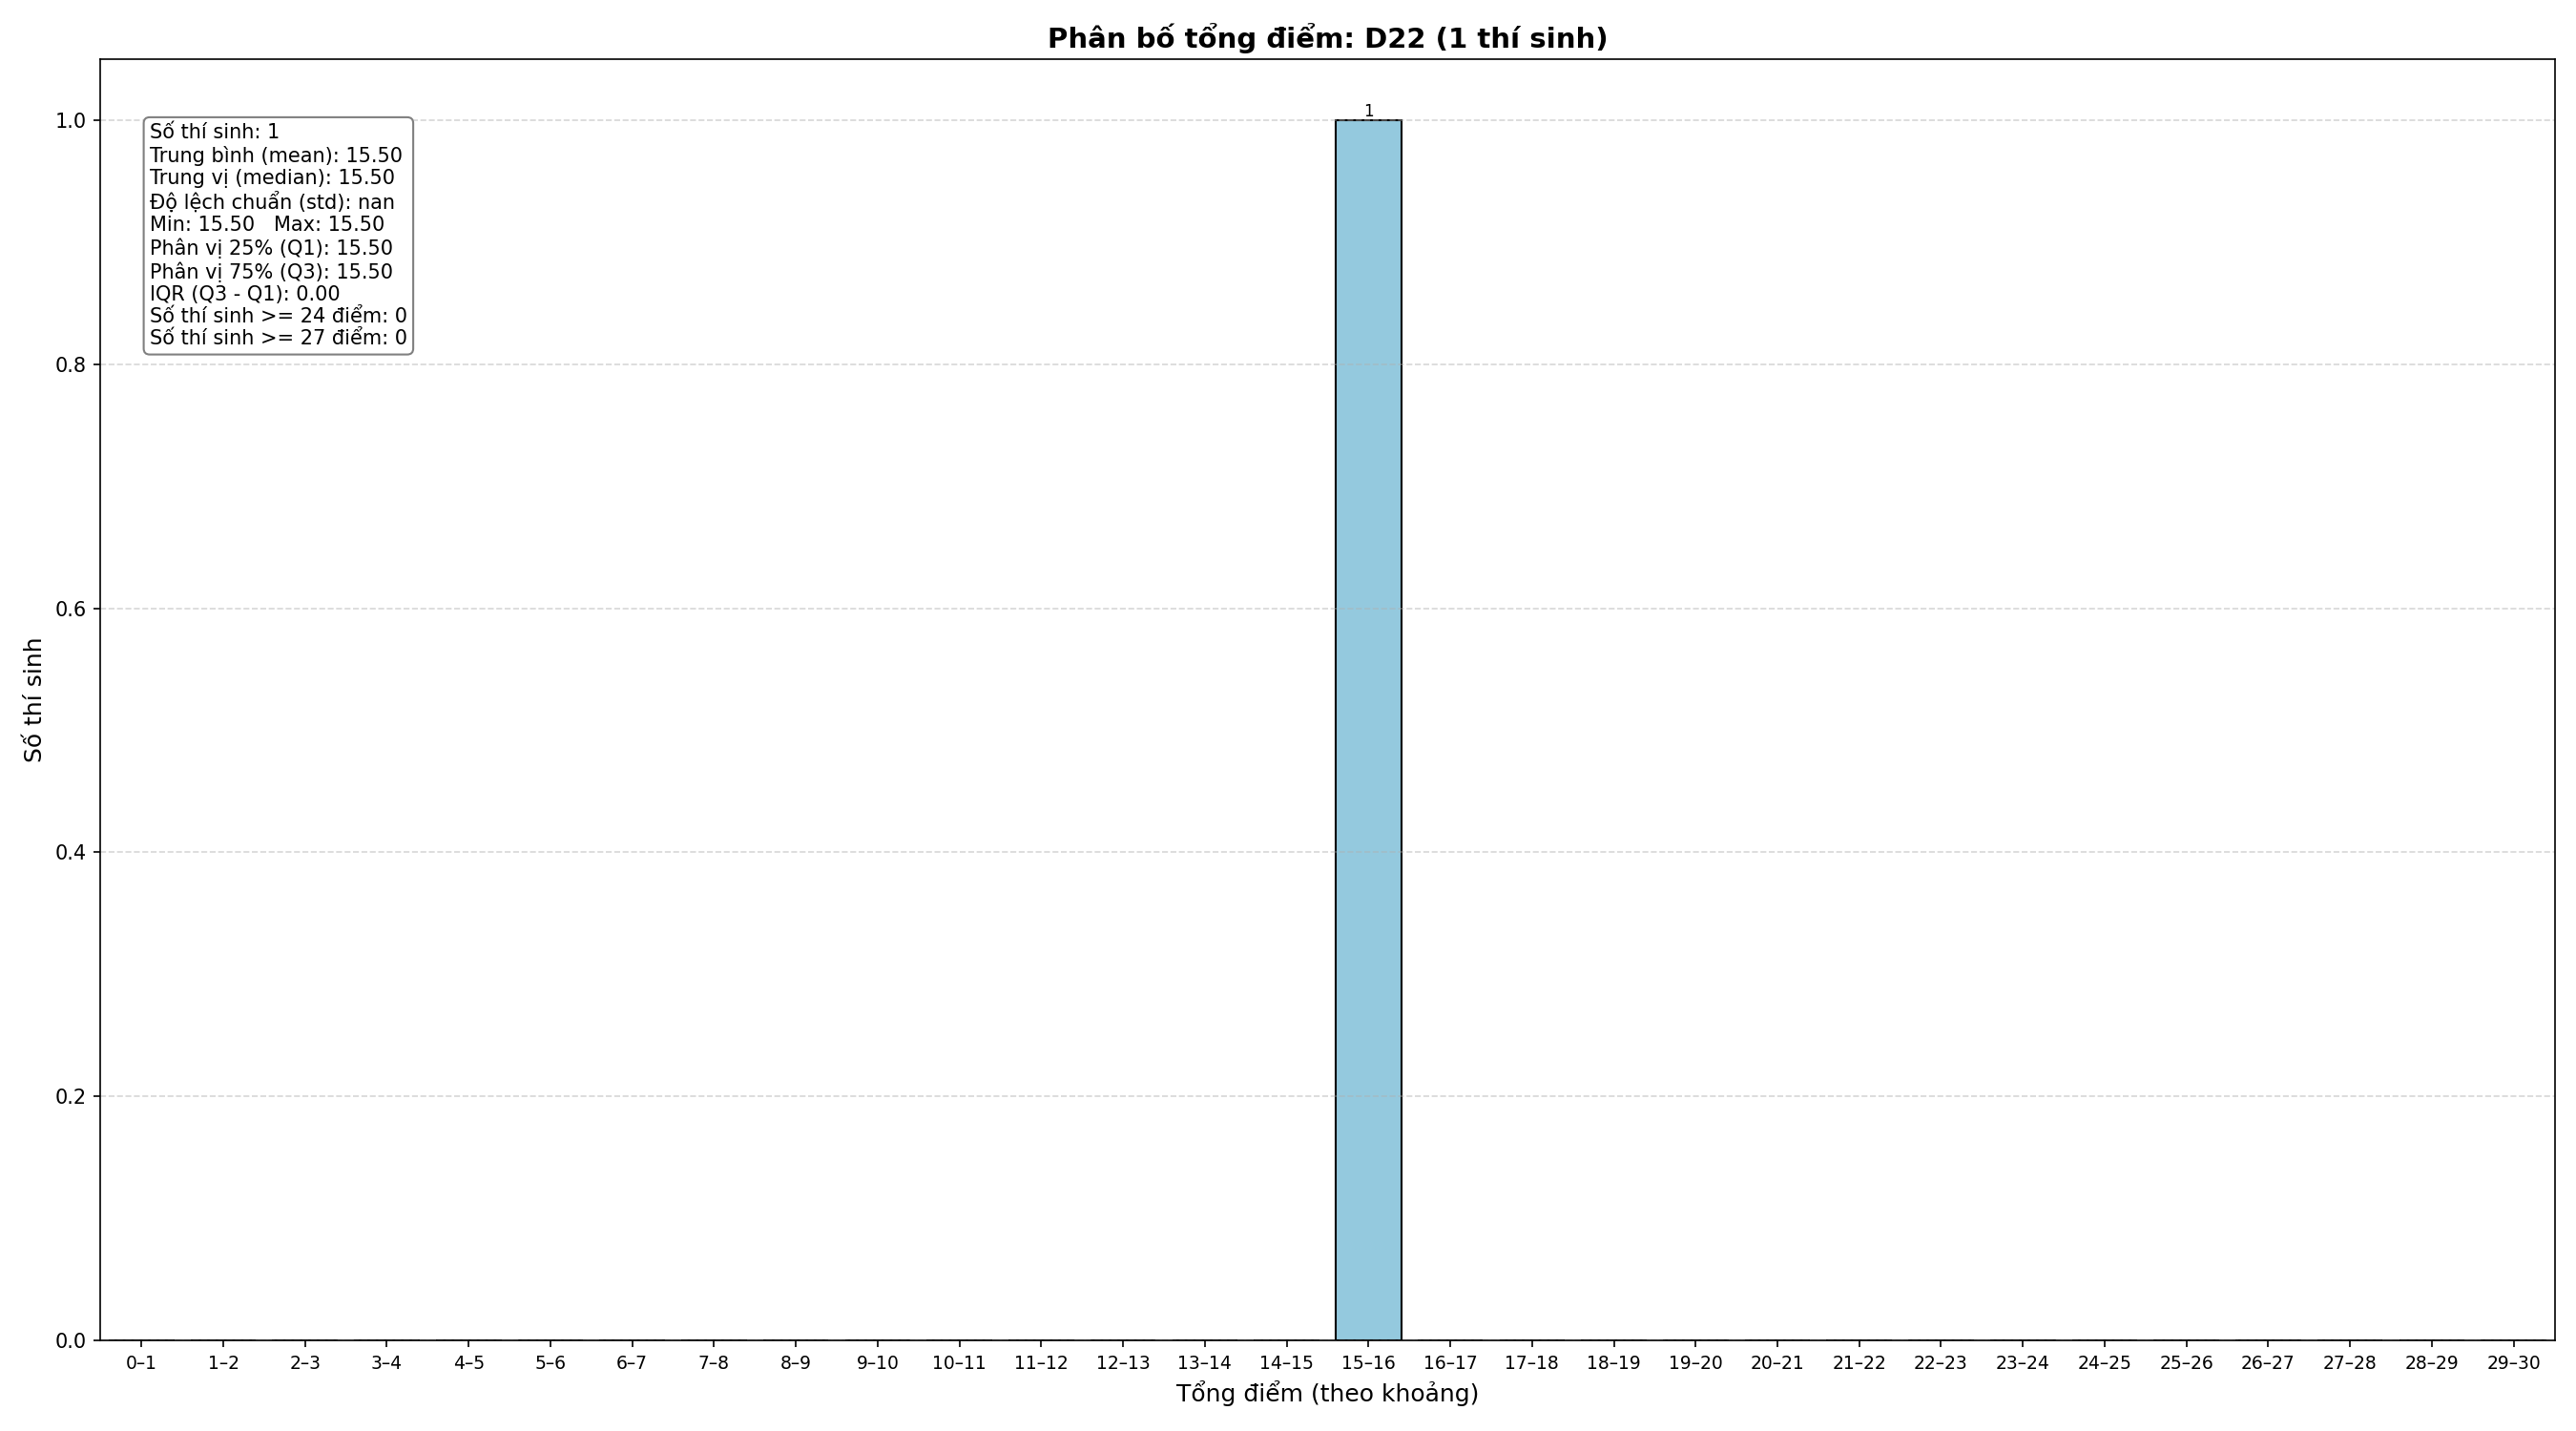 Phân bố tổng điểm: D22 (1 thí sinh)
1
Số thí sinh: 1
Trung bình (mean): 15.50
Trung vị (median): 15.50
Độ lệch chuẩn (std): nan
Min: 15.50   Max: 15.50
Phân vị 25% (Q1): 15.50
Phân vị 75% (Q3): 15.50
IQR (Q3 - Q1): 0.00
Số thí sinh >= 24 điểm: 0
Số thí sinh >= 27 điểm: 0
1.0
0.8
0.6
0.4
0.2
0.0
Số thí sinh
0–1 1–2 2–3 3–4 4–5 5–6 6–7 7–8 8–9 9–10 10–11 11–12 12–13 13–14 14–15 15–16 16–17 17–18 18–19 19–20 20–21 21–22 22–23 23–24 24–25 25–26 26–27 27–28 28–29 29–30
Tổng điểm (theo khoảng)